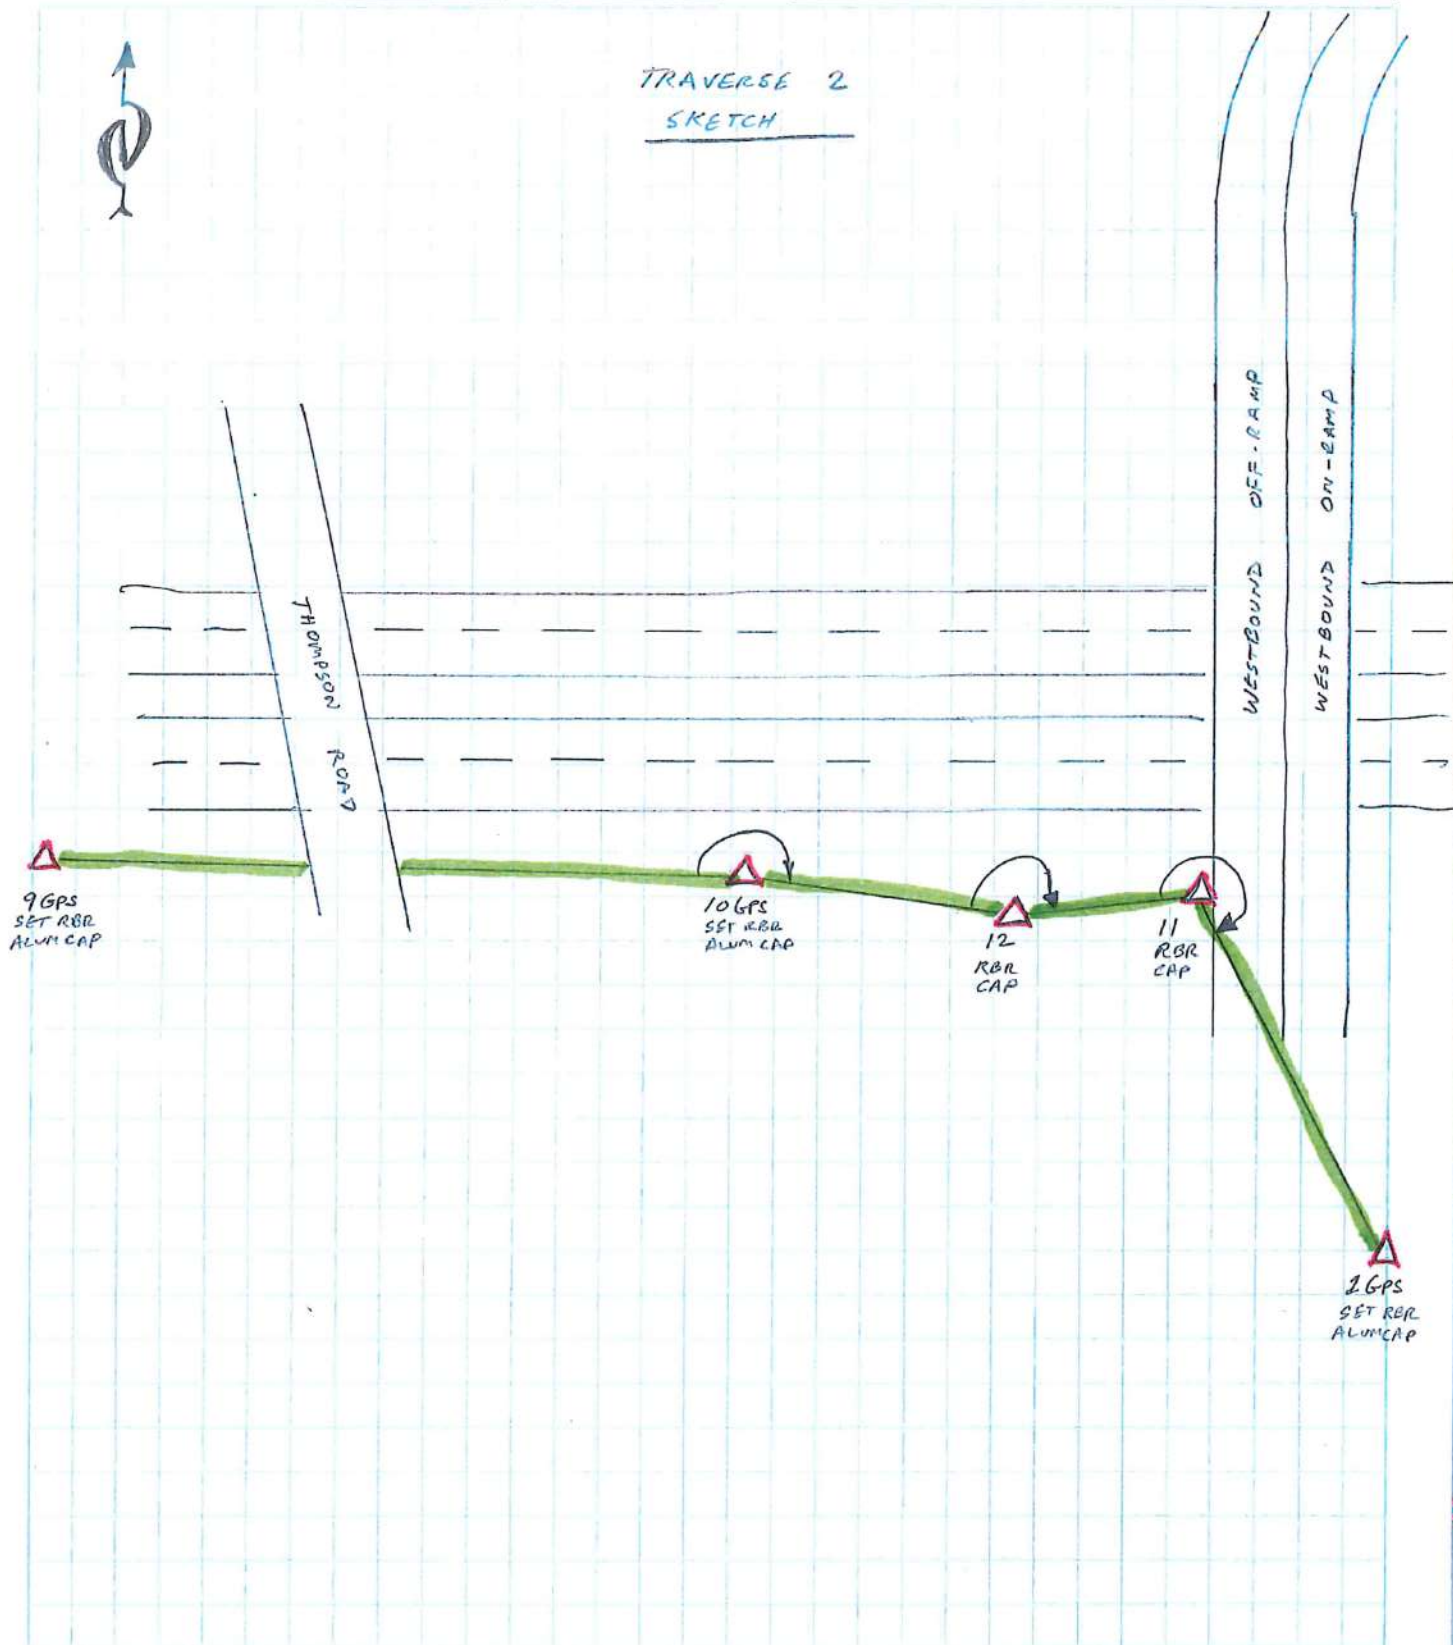 TRAVERSE 2
SKETCH
THOMPSON ROAD
WESTBOUND OFF-RAMP
WESTBOUND ON-RAMP
9 GPS
SET RBR
ALUM CAP
10 GPS
SET RBR
ALUM CAP
12
RBR
CAP
11
RBR
CAP
1 GPS
SET RBR
ALUM CAP